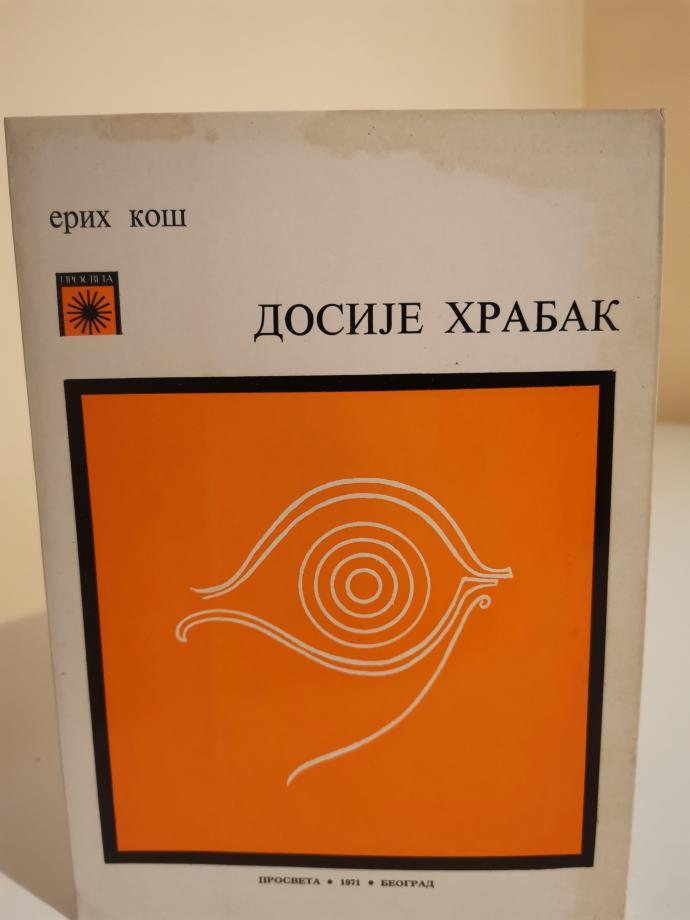 ерих кош
ПРОСВЕТА
ДОСИЈЕ ХРАБАК
ПРОСВЕТА • 1971 • БЕОГРАД